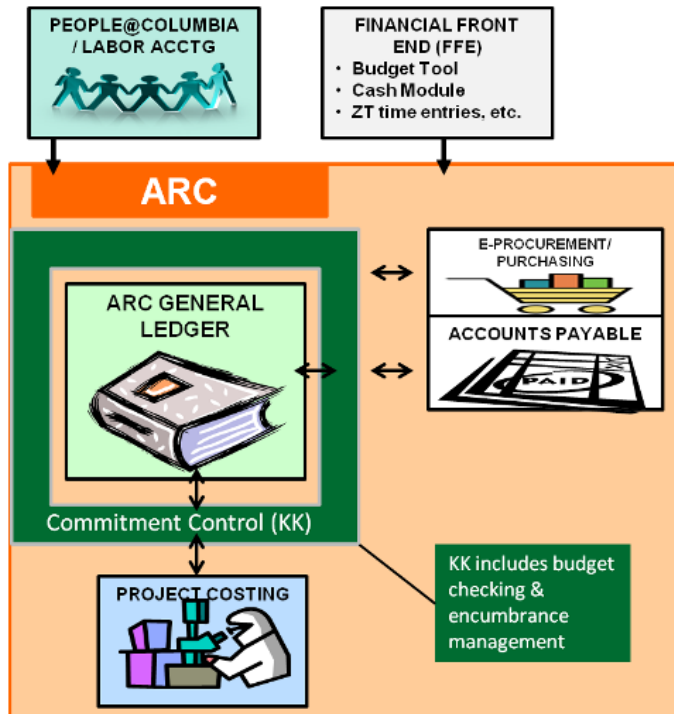 PEOPLE@COLUMBIA
/ LABOR ACCTG
FINANCIAL FRONT
END (FFE)
• Budget Tool
• Cash Module
• ZT time entries, etc.
ARC
E-PROCUREMENT/
PURCHASING
ARC GENERAL
LEDGER
ACCOUNTS PAYABLE
PAID
Commitment Control (KK)
KK includes budget
checking &
encumbrance
management
PROJECT COSTING